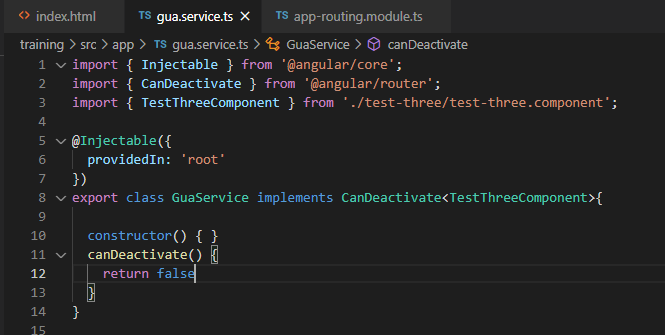 index.html TS gua.service.ts TS app-routing.module.ts
training > src > app > TS gua.service.ts > GuaService > canDeactivate
1 import { Injectable } from '@angular/core';
2 import { CanDeactivate } from '@angular/router';
3 import { TestThreeComponent } from './test-three/test-three.component';
4
5 @Injectable({
6 providedIn: 'root'
7 })
8 export class GuaService implements CanDeactivate<TestThreeComponent>{
9
10 constructor() { }
11 canDeactivate() {
12 return false
13 }
14 }
15